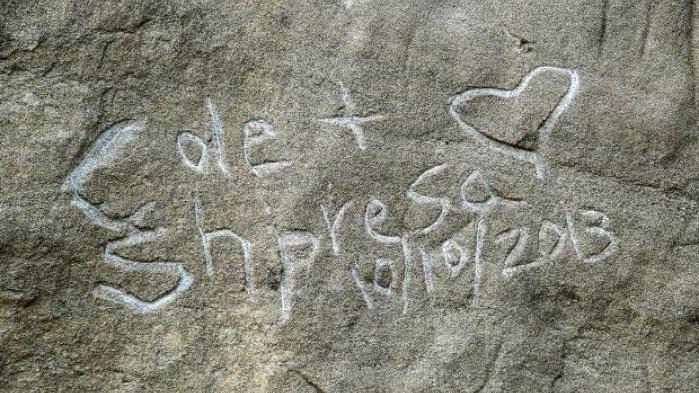 Cole + ♡
Shpresa
10/10/2013